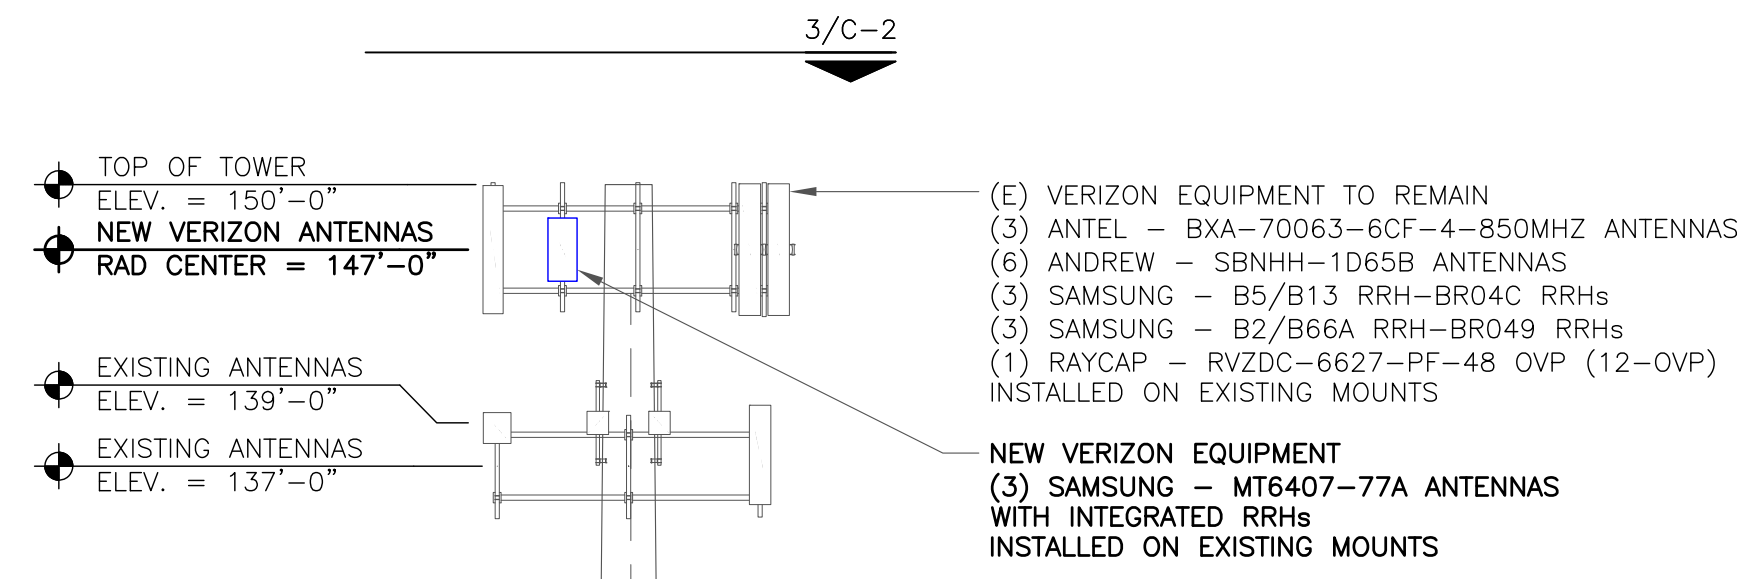 3/C-2
TOP OF TOWER
ELEV. = 150'-0"
NEW VERIZON ANTENNAS
RAD CENTER = 147'-0"
EXISTING ANTENNAS
ELEV. = 139'-0"
EXISTING ANTENNAS
ELEV. = 137'-0"
(E) VERIZON EQUIPMENT TO REMAIN
(3) ANTEL - BXA-70063-6CF-4-850MHZ ANTENNAS
(6) ANDREW - SBNHH-1D65B ANTENNAS
(3) SAMSUNG - B5/B13 RRH-BR04C RRHs
(3) SAMSUNG - B2/B66A RRH-BR049 RRHs
(1) RAYCAP - RVZDC-6627-PF-48 OVP (12-OVP)
INSTALLED ON EXISTING MOUNTS
NEW VERIZON EQUIPMENT
(3) SAMSUNG - MT6407-77A ANTENNAS
WITH INTEGRATED RRHs
INSTALLED ON EXISTING MOUNTS